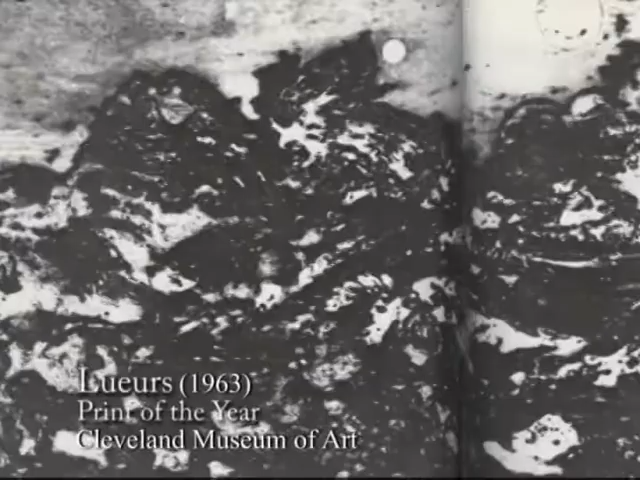 Lueurs (1963)
Print of the Year
Cleveland Museum of Art